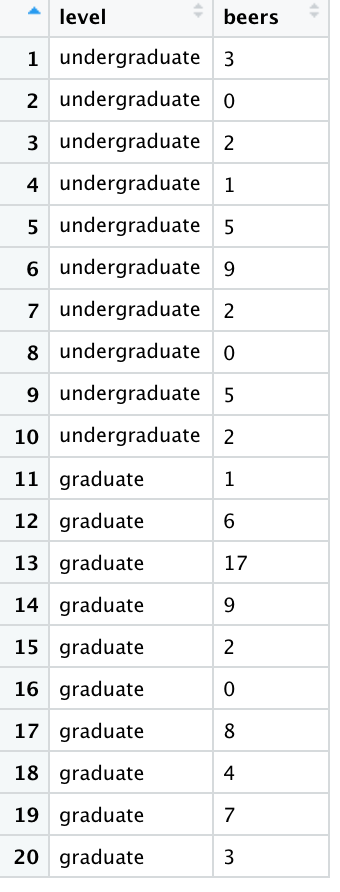 level beers
1 undergraduate 3
2 undergraduate 0
3 undergraduate 2
4 undergraduate 1
5 undergraduate 5
6 undergraduate 9
7 undergraduate 2
8 undergraduate 0
9 undergraduate 5
10 undergraduate 2
11 graduate 1
12 graduate 6
13 graduate 17
14 graduate 9
15 graduate 2
16 graduate 0
17 graduate 8
18 graduate 4
19 graduate 7
20 graduate 3